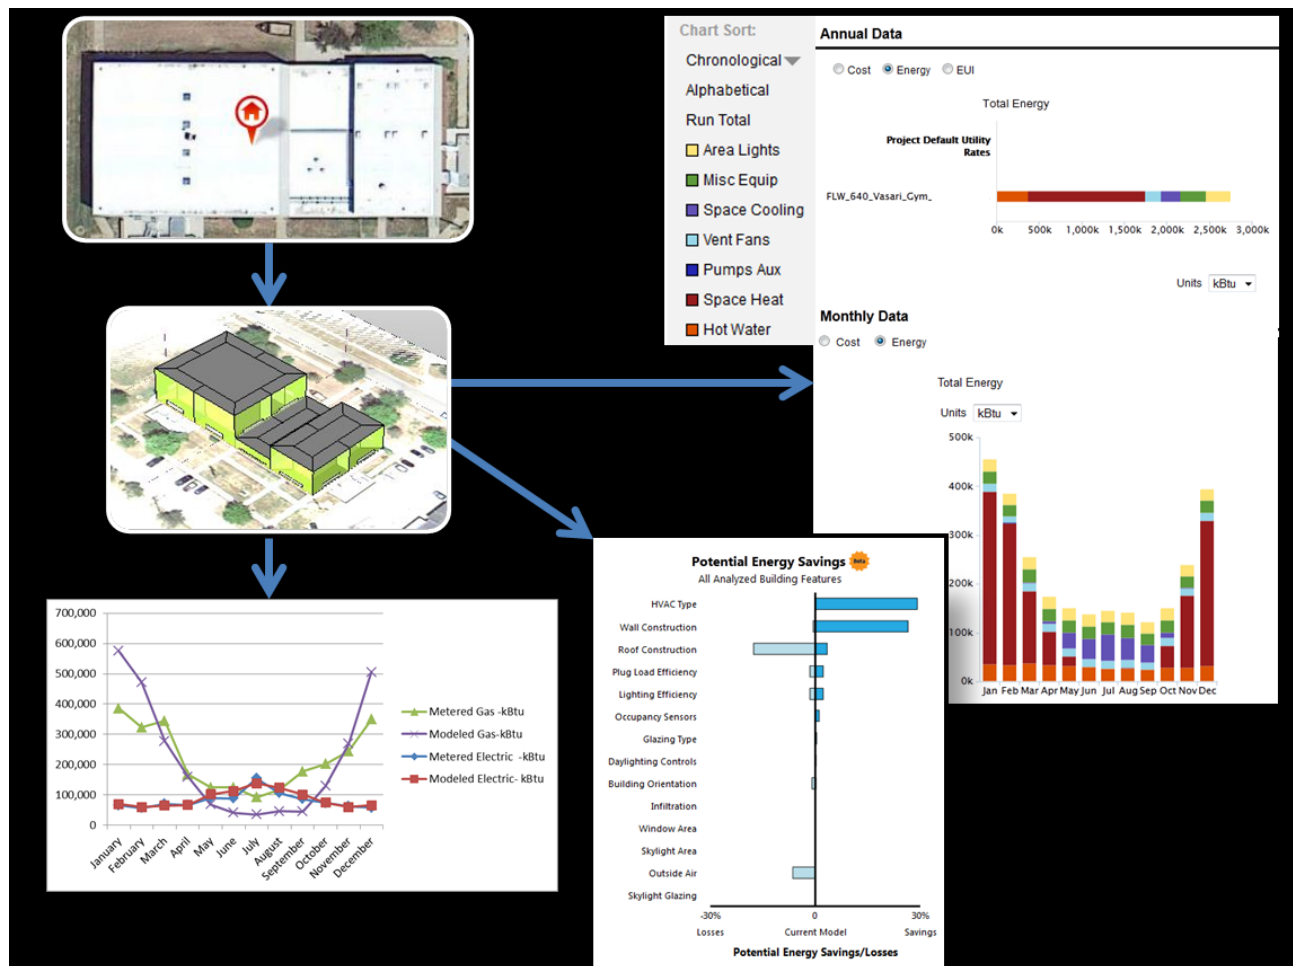 Chart Sort:
Chronological
Alphabetical
Run Total
Area Lights
Misc Equip
Space Cooling
Vent Fans
Pumps Aux
Space Heat
Hot Water
Annual Data
Cost Energy EUI
Total Energy
Project Default Utility
Rates
FLW_640_Vasari_Gym_
0k 500k 1,000k 1,500k 2,000k 2,500k 3,000k
Units kBtu
Monthly Data
Cost Energy
Total Energy
Units kBtu
500k
400k
300k
200k
100k
0k
Jan Feb Mar Apr May Jun Jul Aug Sep Oct Nov Dec
700,000
600,000
500,000
400,000
300,000
200,000
100,000
0
January
February
March
April
May
June
July
August
September
October
November
December
Metered Gas -kBtu
Modeled Gas-kBtu
Metered Electric -kBtu
Modeled Electric- kBtu
Potential Energy Savings Beta
All Analyzed Building Features
HVAC Type
Wall Construction
Roof Construction
Plug Load Efficiency
Lighting Efficiency
Occupancy Sensors
Glazing Type
Daylighting Controls
Building Orientation
Infiltration
Window Area
Skylight Area
Outside Air
Skylight Glazing
-30% 0 30%
Losses Current Model Savings
Potential Energy Savings/Losses